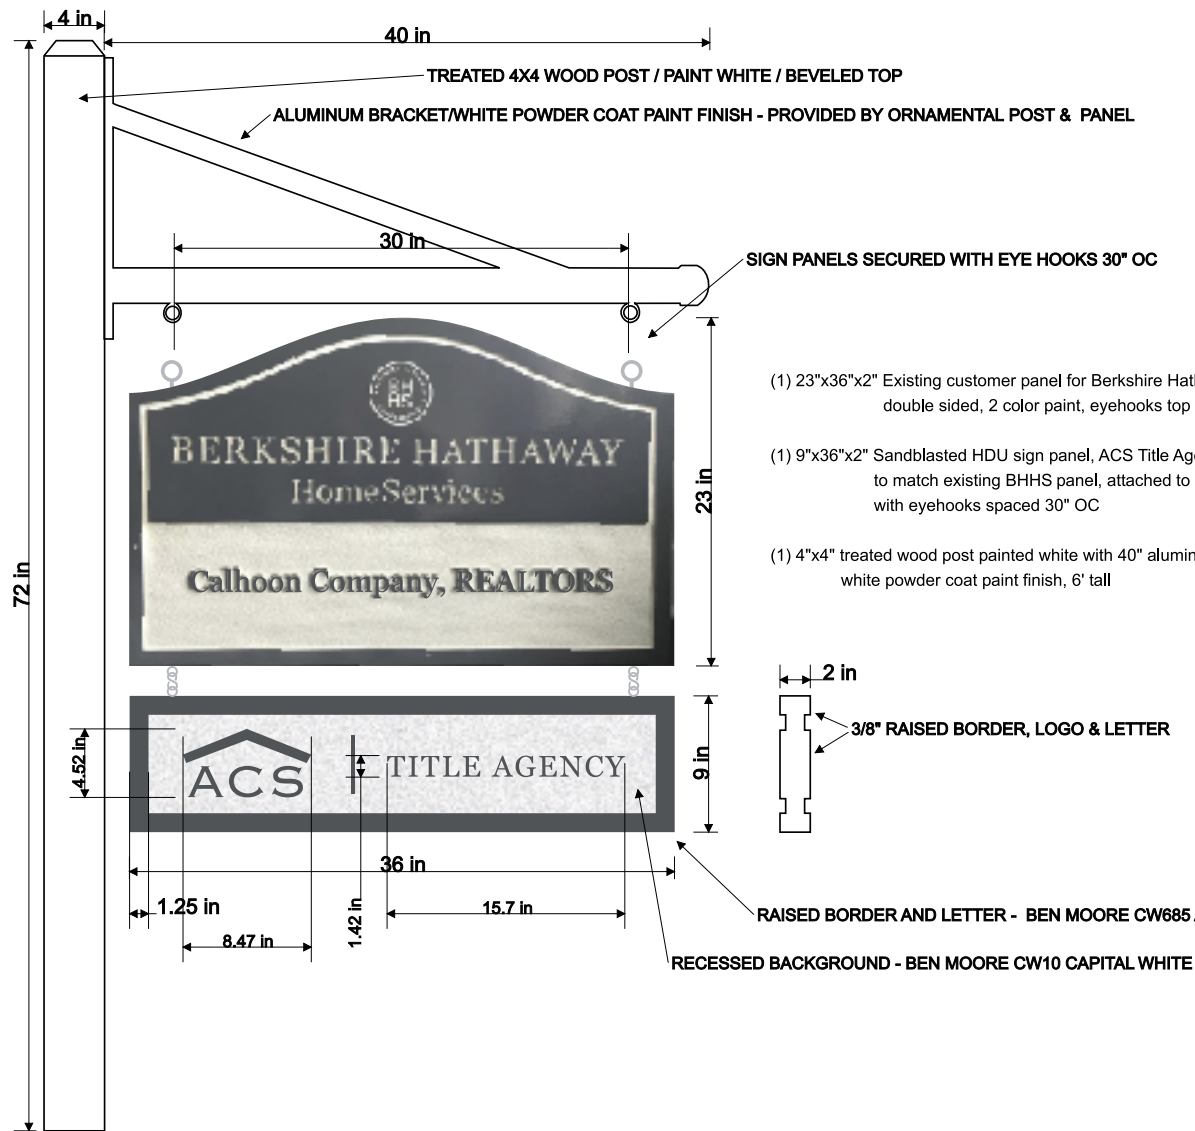 4 in
40 in
TREATED 4X4 WOOD POST / PAINT WHITE / BEVELED TOP
ALUMINUM BRACKET/WHITE POWDER COAT PAINT FINISH - PROVIDED BY ORNAMENTAL POST & PANEL
30 in
SIGN PANELS SECURED WITH EYE HOOKS 30" OC
BH
HS
BERKSHIRE HATHAWAY
HomeServices
Calhoon Company, REALTORS
23 in
72 in
(1) 23"x36"x2" Existing customer panel for Berkshire Hat
double sided, 2 color paint, eyehooks top
(1) 9"x36"x2" Sandblasted HDU sign panel, ACS Title Age
to match existing BHHS panel, attached to
with eyehooks spaced 30" OC
(1) 4"x4" treated wood post painted white with 40" alumin
white powder coat paint finish, 6' tall
2 in
3/8" RAISED BORDER, LOGO & LETTER
4.52 in
ACS | TITLE AGENCY
9 in
36 in
1.25 in
8.47 in
1.42 in
15.7 in
RAISED BORDER AND LETTER - BEN MOORE CW685
RECESSED BACKGROUND - BEN MOORE CW10 CAPITAL WHITE